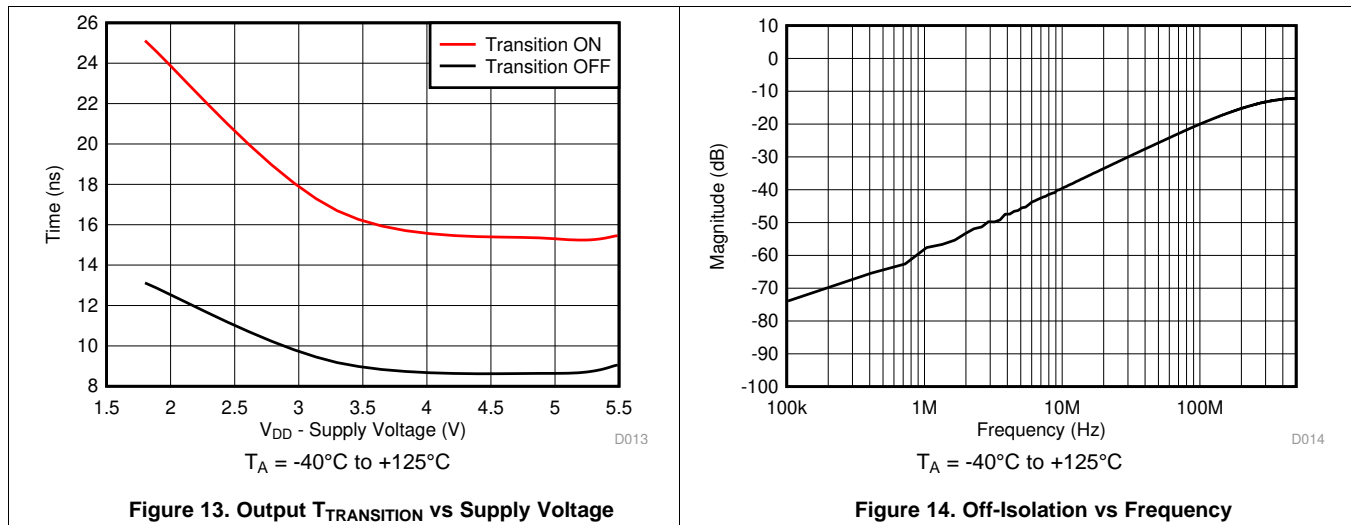 26
24
22
20
18
16
14
12
10
8
Time (ns)
Transition ON
Transition OFF
1.5 2 2.5 3 3.5 4 4.5 5 5.5
V_DD - Supply Voltage (V)
D013
T_A = -40°C to +125°C
Figure 13. Output T_TRANSITION vs Supply Voltage
10
0
-10
-20
-30
-40
-50
-60
-70
-80
-90
-100
Magnitude (dB)
100k 1M 10M 100M
Frequency (Hz)
D014
T_A = -40°C to +125°C
Figure 14. Off-Isolation vs Frequency